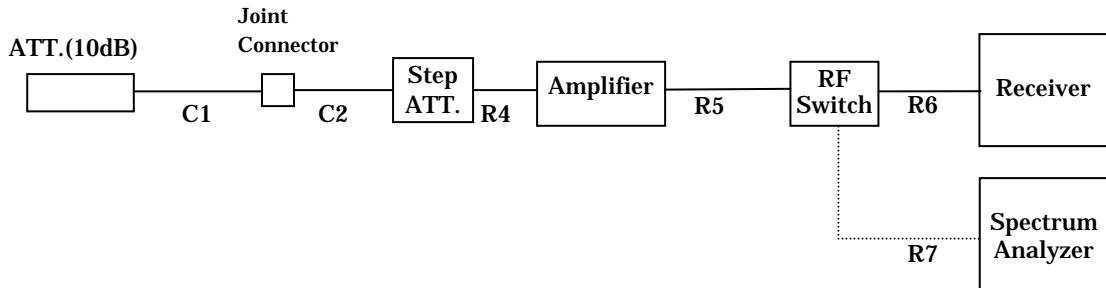 Joint
Connector
ATT.(10dB)
C1
C2
Step
ATT.
R4
Amplifier
R5
RF
Switch
R6
Receiver
Spectrum
Analyzer
R7